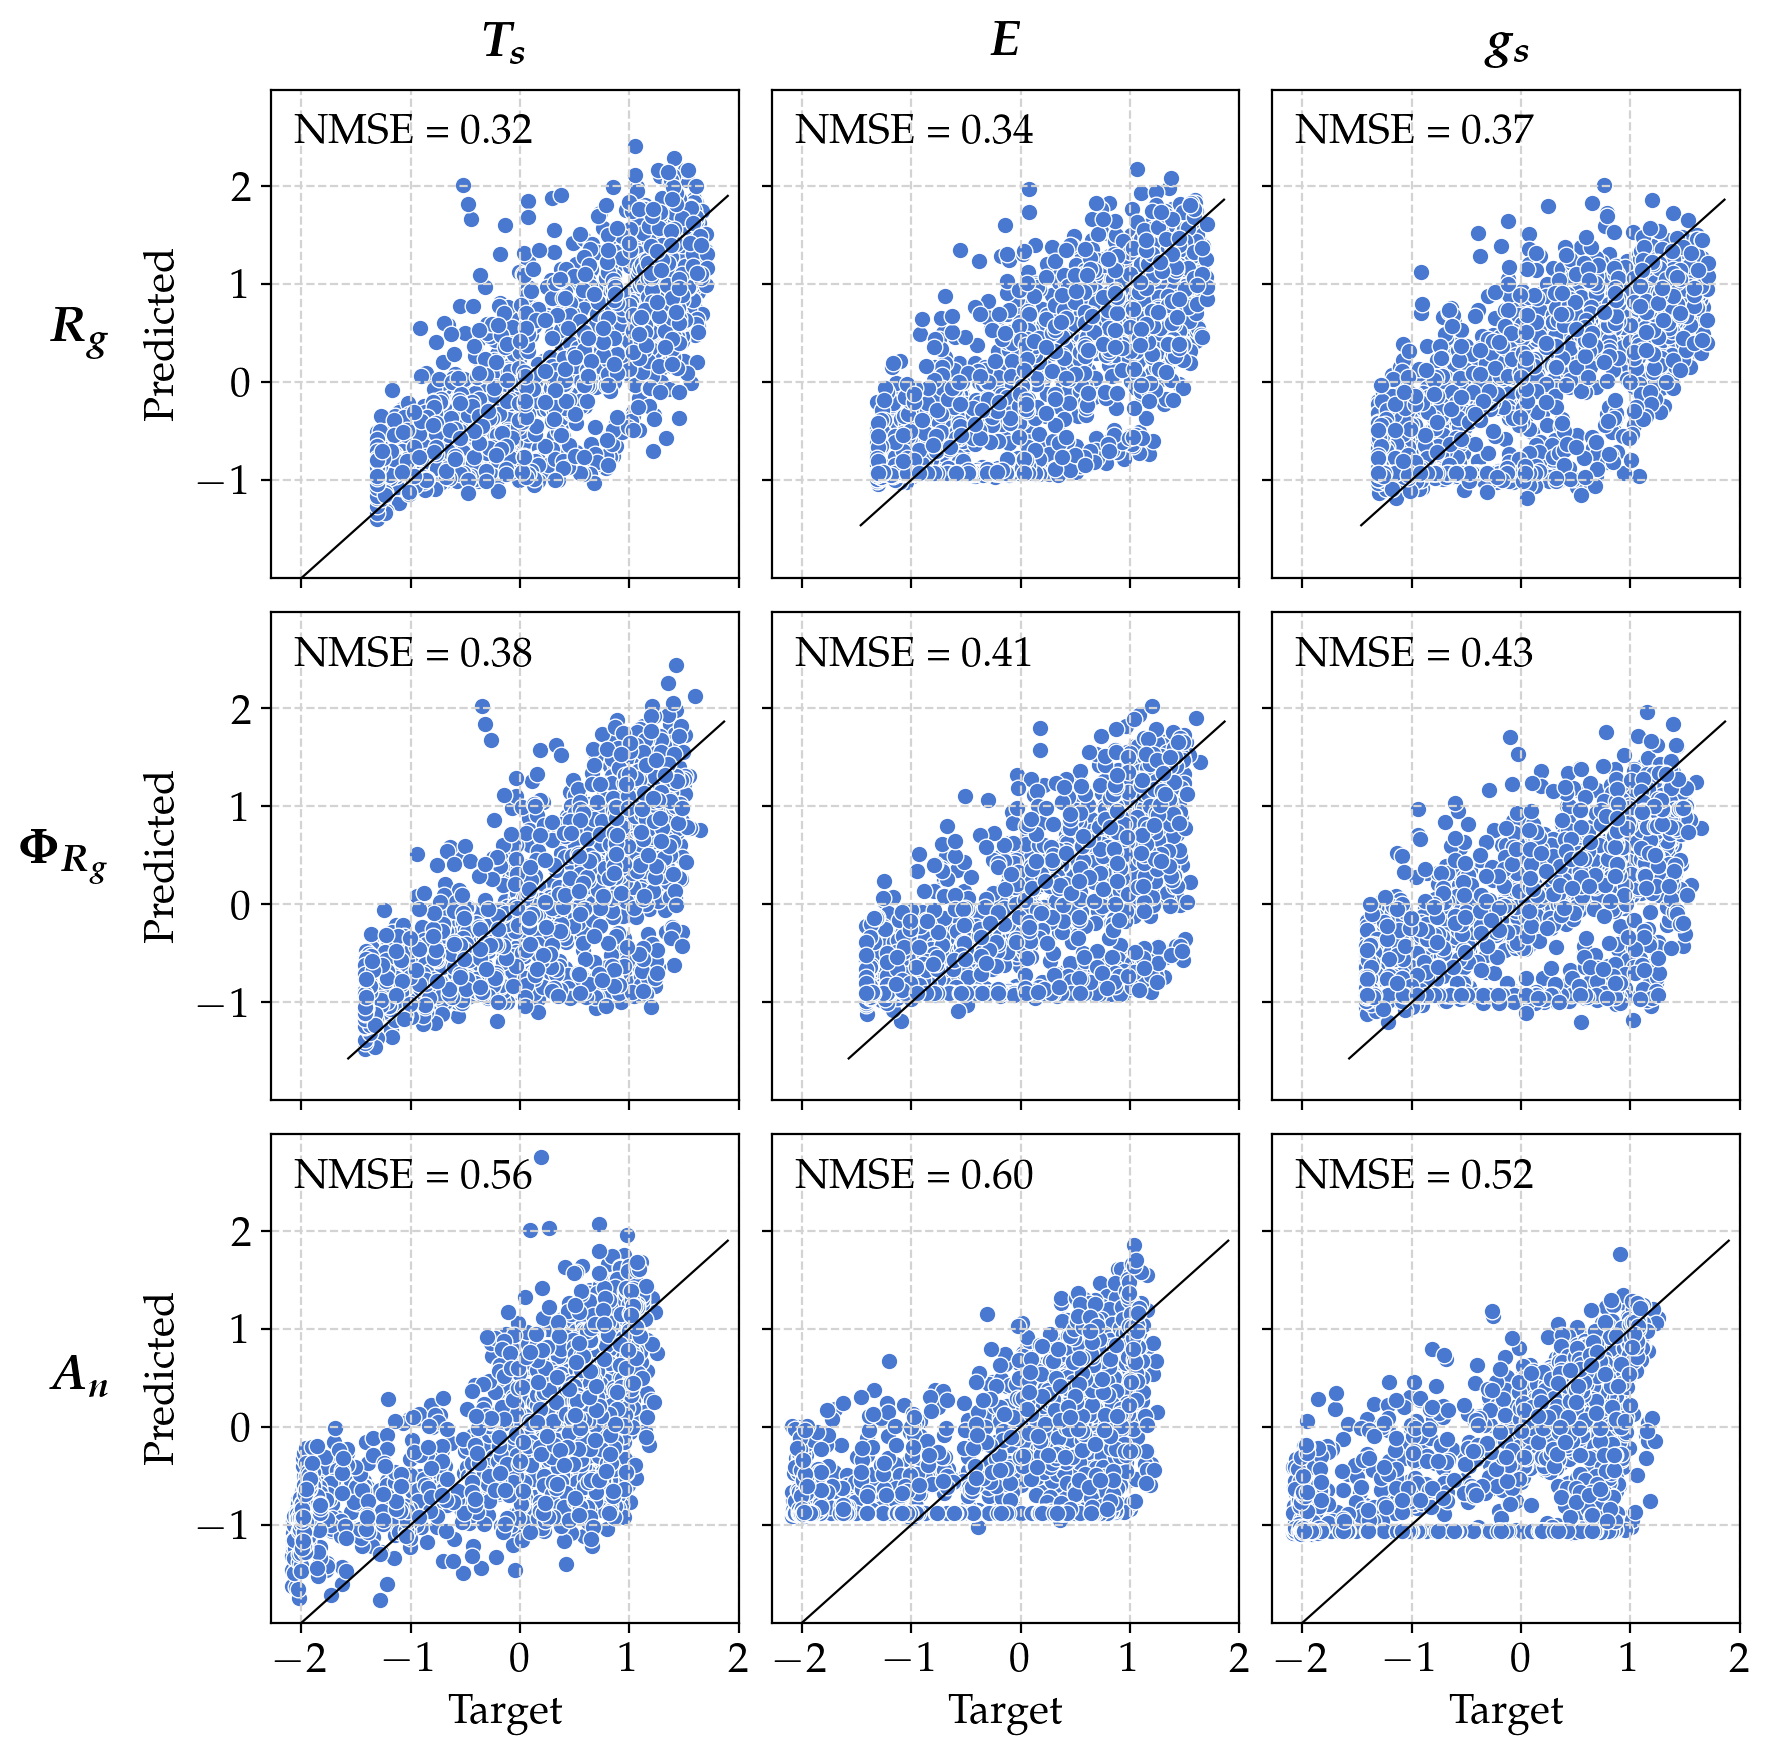 T_s E g_s
NMSE = 0.32 NMSE = 0.34 NMSE = 0.37
R_g
Predicted
2
1
0
−1
NMSE = 0.38 NMSE = 0.41 NMSE = 0.43
Φ_{R_g}
Predicted
2
1
0
−1
NMSE = 0.56 NMSE = 0.60 NMSE = 0.52
A_n
Predicted
2
1
0
−1
−2 −1 0 1 2 −2 −1 0 1 2 −2 −1 0 1 2
Target Target Target